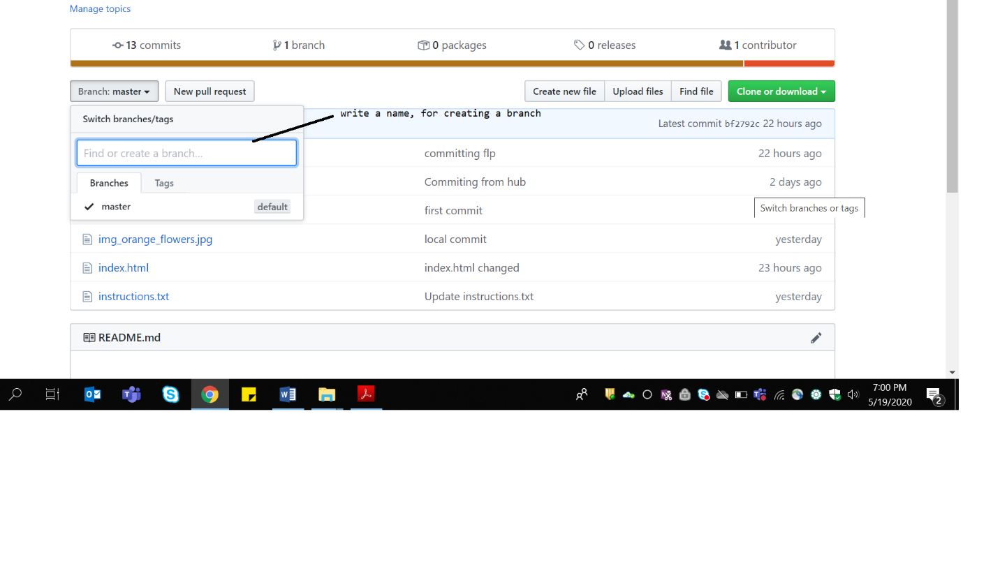 Manage topics
13 commits 1 branch 0 packages 0 releases 1 contributor
Branch: master New pull request Create new file Upload files Find file Clone or download
Switch branches/tags write a name, for creating a branch Latest commit bf2792c 22 hours ago
Find or create a branch... committing flp 22 hours ago
Branches Tags Commiting from hub 2 days ago
master default first commit Switch branches or tags
img_orange_flowers.jpg local commit yesterday
index.html index.html changed 23 hours ago
instructions.txt Update instructions.txt yesterday
README.md
7:00 PM
5/19/2020 2